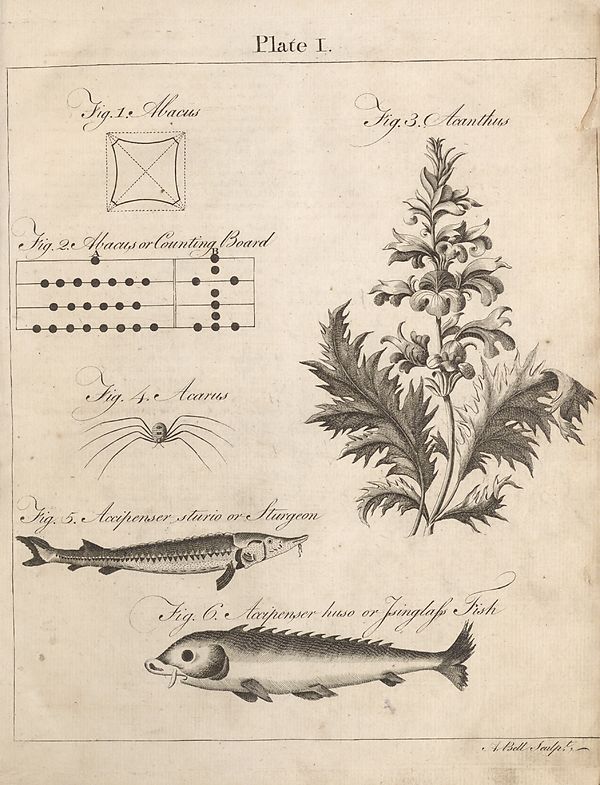 Plate I.
Fig. 1. Abacus
Fig. 2. Abacus or Counting Board
A B
Fig. 3. Acanthus
Fig. 4. Acarus
Fig. 5. Accipenser sturio or Sturgeon
Fig. 6. Accipenser huso or Isinglaſs Fish
A. Bell Sculpt.